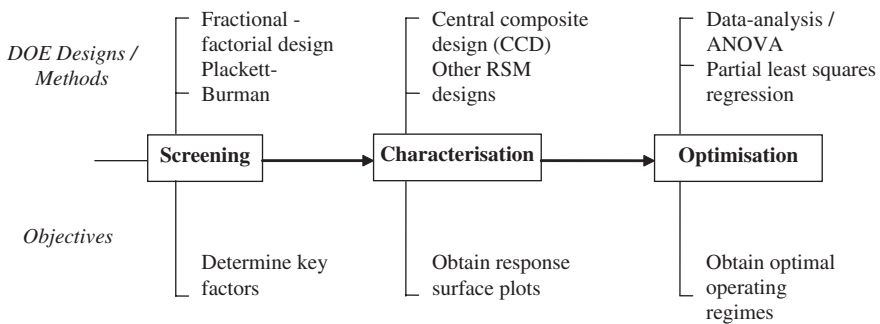 DOE Designs /
Methods
Fractional -
factorial design
Plackett-
Burman
Central composite
design (CCD)
Other RSM
designs
Data-analysis /
ANOVA
Partial least squares
regression
Screening
Characterisation
Optimisation
Objectives
Determine key
factors
Obtain response
surface plots
Obtain optimal
operating
regimes